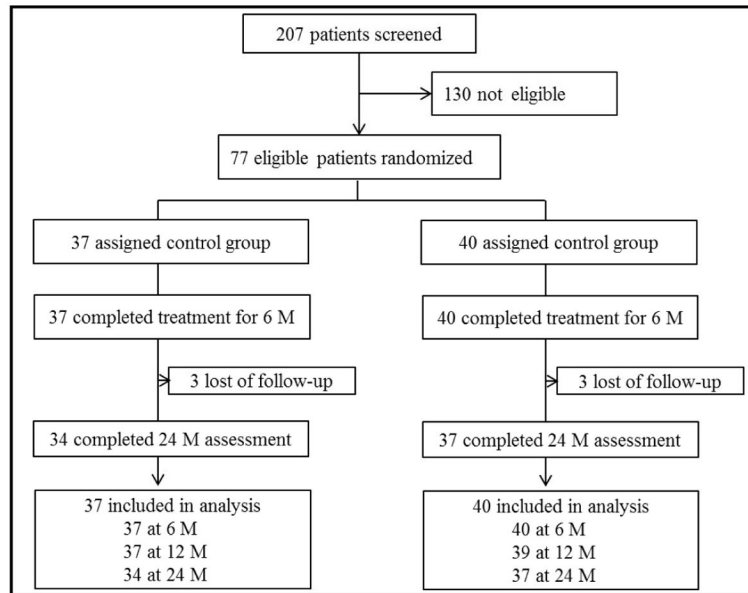 207 patients screened
130 not eligible
77 eligible patients randomized
37 assigned control group
40 assigned control group
37 completed treatment for 6 M
40 completed treatment for 6 M
3 lost of follow-up
3 lost of follow-up
34 completed 24 M assessment
37 completed 24 M assessment
37 included in analysis
37 at 6 M
37 at 12 M
34 at 24 M
40 included in analysis
40 at 6 M
39 at 12 M
37 at 24 M